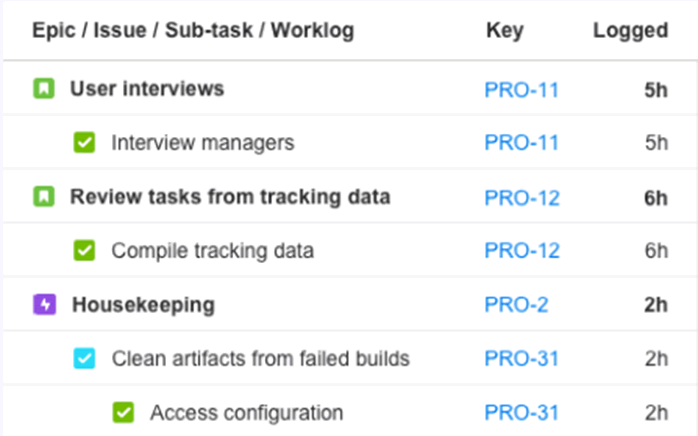 Epic / Issue / Sub-task / Worklog Key Logged
User interviews PRO-11 5h
Interview managers PRO-11 5h
Review tasks from tracking data PRO-12 6h
Compile tracking data PRO-12 6h
Housekeeping PRO-2 2h
Clean artifacts from failed builds PRO-31 2h
Access configuration PRO-31 2h